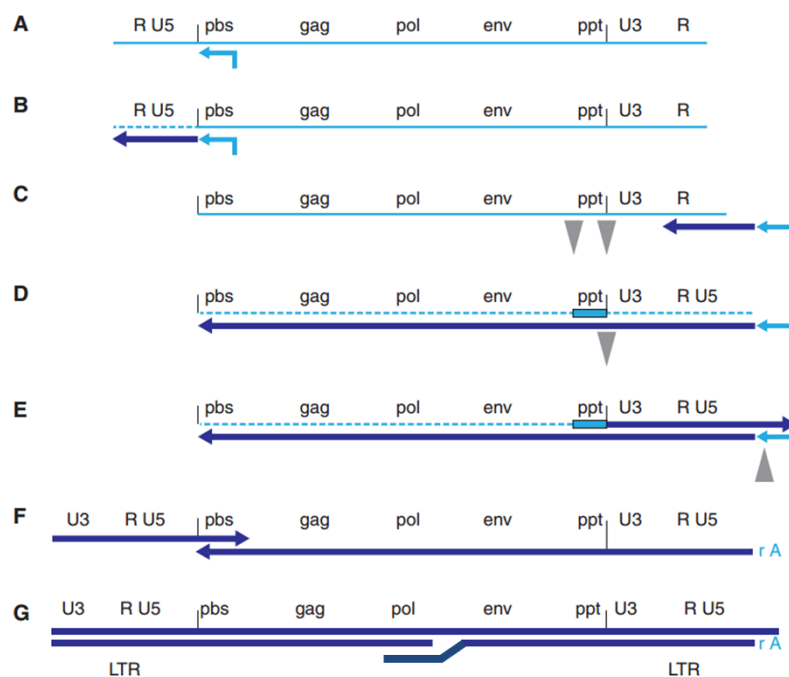 A R U5 pbs gag pol env ppt U3 R
B R U5 pbs gag pol env ppt U3 R
C pbs gag pol env ppt U3 R
D pbs gag pol env ppt U3 R U5
E pbs gag pol env ppt U3 R U5
F U3 R U5 pbs gag pol env ppt U3 R U5
r A
G U3 R U5 pbs gag pol env ppt U3 R U5
r A
LTR LTR